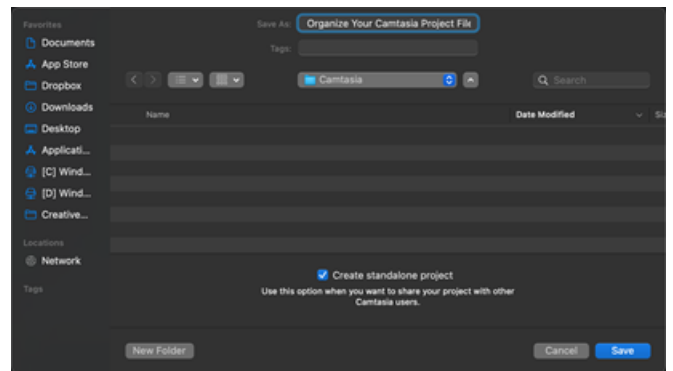 Favorites
Documents
App Store
Dropbox
Downloads
Desktop
Applicati...
[C] Wind...
[D] Wind...
Creative...
Locations
Network
Tags
Save As: Organize Your Camtasia Project File
Tags:
Camtasia
Search
Name Date Modified Siz
Create standalone project
Use this option when you want to share your project with other
Camtasia users.
New Folder Cancel Save